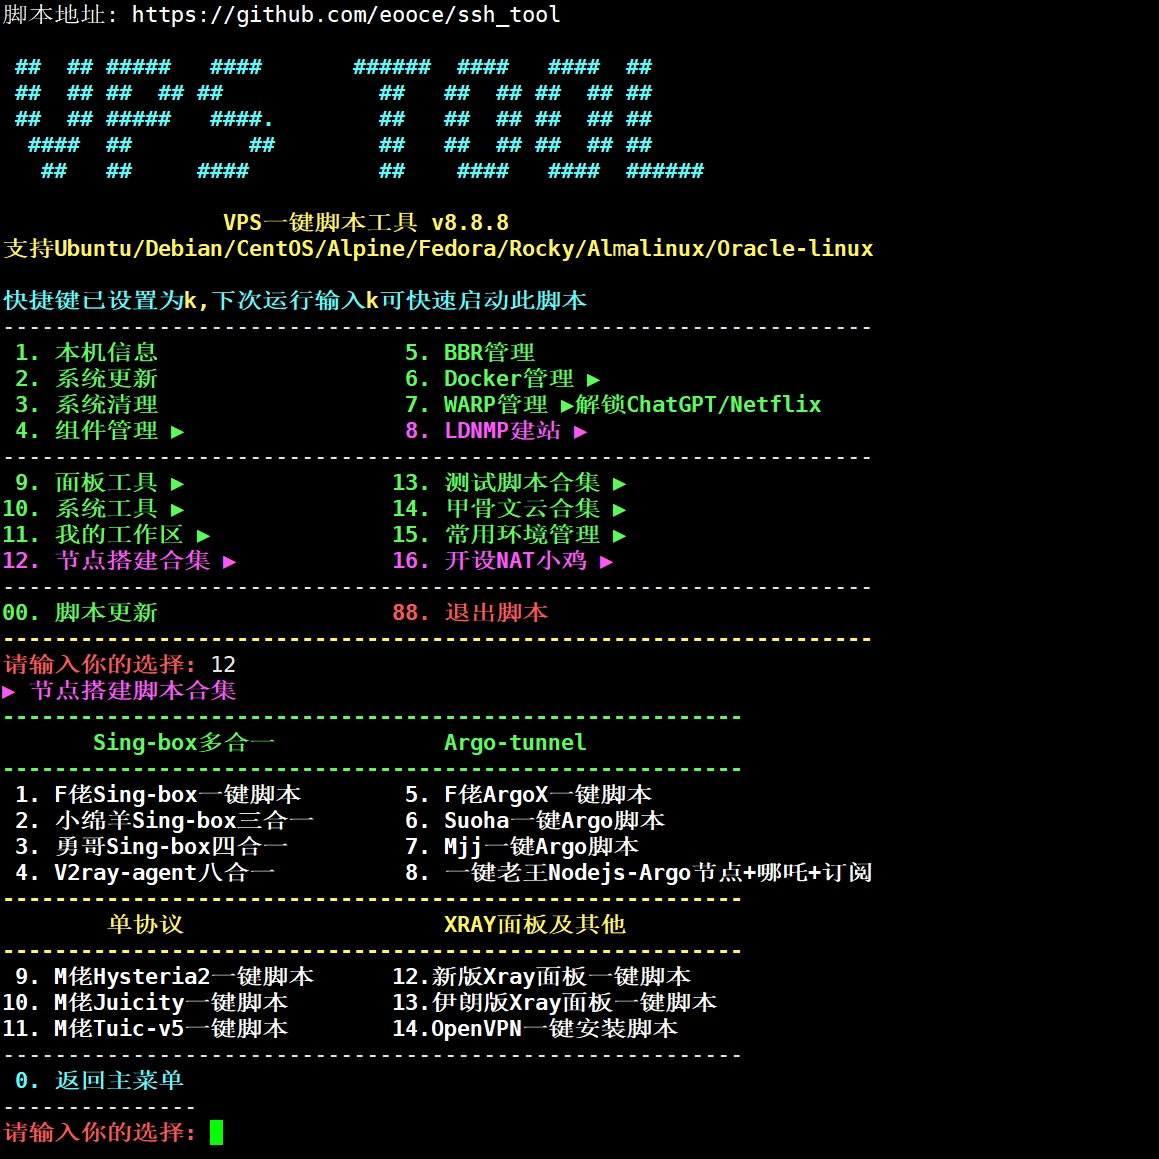 脚本地址: https://github.com/eooce/ssh_tool
VPS TOOL
VPS一键脚本工具 v8.8.8
支持Ubuntu/Debian/CentOS/Alpine/Fedora/Rocky/Almalinux/Oracle-linux
快捷键已设置为k,下次运行输入k可快速启动此脚本
1. 本机信息 5. BBR管理
2. 系统更新 6. Docker管理 ▶
3. 系统清理 7. WARP管理 ▶解锁ChatGPT/Netflix
4. 组件管理 ▶ 8. LDNMP建站 ▶
9. 面板工具 ▶ 13. 测试脚本合集 ▶
10. 系统工具 ▶ 14. 甲骨文云合集 ▶
11. 我的工作区 ▶ 15. 常用环境管理 ▶
12. 节点搭建合集 ▶ 16. 开设NAT小鸡 ▶
00. 脚本更新 88. 退出脚本
请输入你的选择: 12
▶ 节点搭建脚本合集
Sing-box多合一 Argo-tunnel
1. F佬Sing-box一键脚本 5. F佬ArgoX一键脚本
2. 小绵羊Sing-box三合一 6. Suoha一键Argo脚本
3. 勇哥Sing-box四合一 7. Mjj一键Argo脚本
4. V2ray-agent八合一 8. 一键老王Nodejs-Argo节点+哪吒+订阅
单协议 XRAY面板及其他
9. M佬Hysteria2一键脚本 12.新版Xray面板一键脚本
10. M佬Juicity一键脚本 13.伊朗版Xray面板一键脚本
11. M佬Tuic-v5一键脚本 14.OpenVPN一键安装脚本
0. 返回主菜单
请输入你的选择: